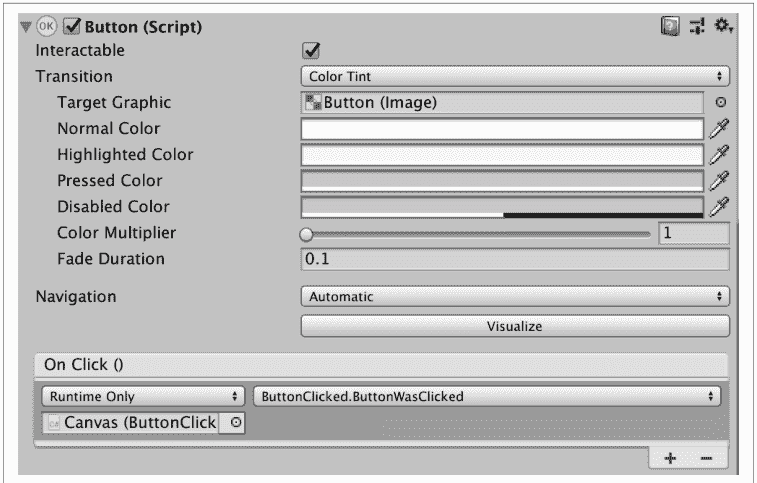 OK Button (Script)
Interactable
Transition Color Tint
Target Graphic Button (Image)
Normal Color
Highlighted Color
Pressed Color
Disabled Color
Color Multiplier 1
Fade Duration 0.1
Navigation Automatic
Visualize
On Click ()
Runtime Only ButtonClicked.ButtonWasClicked
Canvas (ButtonClick
+ −